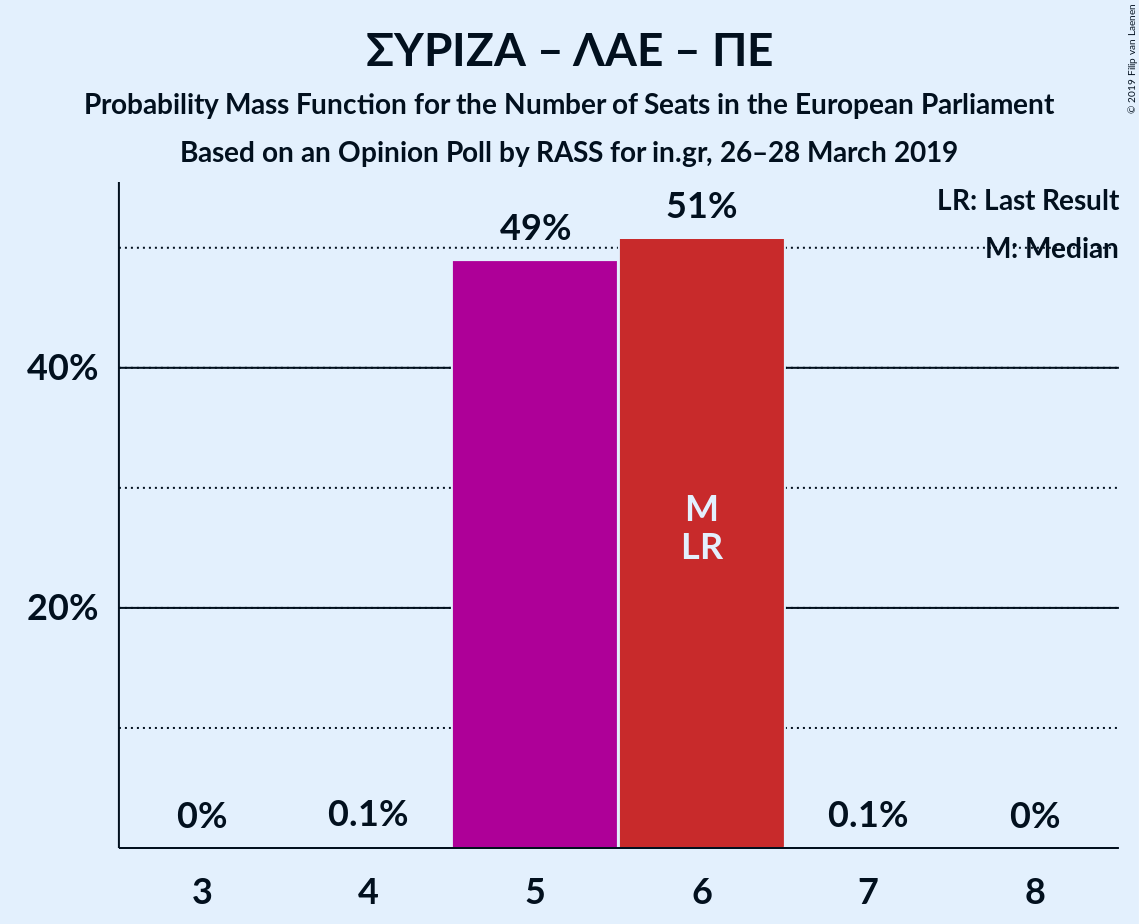 ΣΥΡΙΖΑ – ΛΑΕ – ΠΕ
Probability Mass Function for the Number of Seats in the European Parliament
Based on an Opinion Poll by RASS for in.gr, 26–28 March 2019
© 2019 Filip van Laenen
LR: Last Result
M: Median
51%
49%
40%
M
LR
20%
0%
0.1%
0.1%
0%
3
4
5
6
7
8